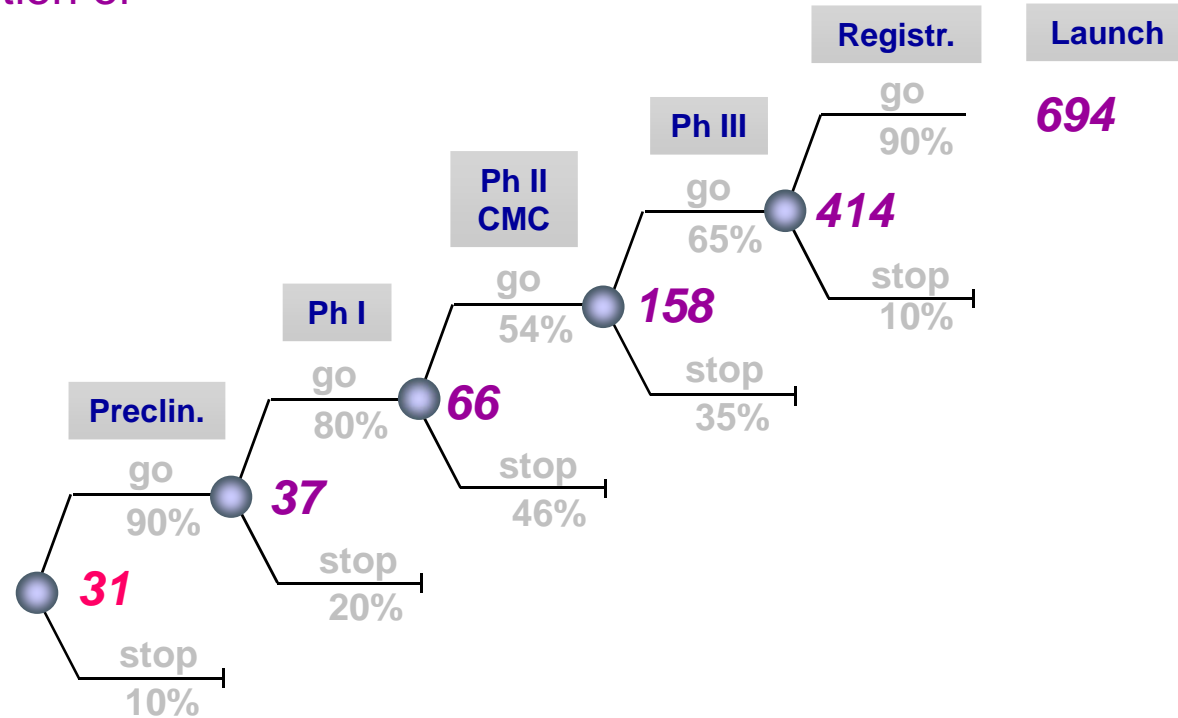 Registr.
Launch
go
90%
694
Ph III
go
65%
414
stop
10%
Ph II
CMC
go
54%
158
stop
35%
Ph I
go
80%
66
stop
46%
Preclin.
go
90%
37
stop
20%
31
stop
10%